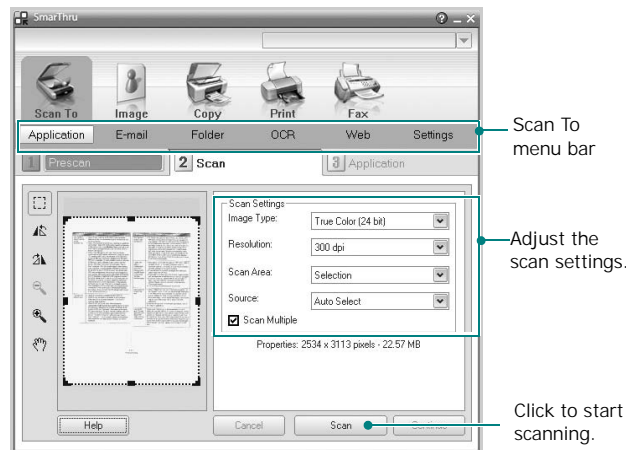 SmarThru
Scan To Image Copy Print Fax
Application E-mail Folder OCR Web Settings
Scan To
menu bar
1 Prescan 2 Scan 3 Application
Scan Settings
Image Type: True Color (24 bit)
Resolution: 300 dpi
Scan Area: Selection
Source: Auto Select
Scan Multiple
Adjust the
scan settings.
Properties: 2534 x 3113 pixels - 22.57 MB
Help Cancel Scan Continue
Click to start
scanning.